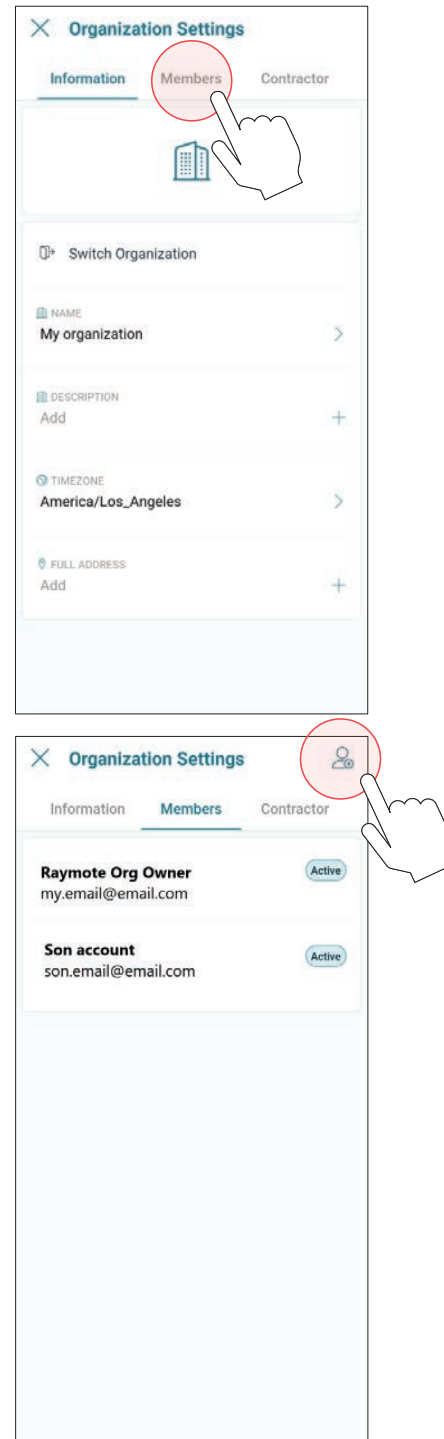 Organization Settings
Information Members Contractor
Switch Organization
NAME
My organization
DESCRIPTION
Add
TIMEZONE
America/Los_Angeles
FULL ADDRESS
Add
Organization Settings
Information Members Contractor
Raymote Org Owner Active
my.email@email.com
Son account Active
son.email@email.com